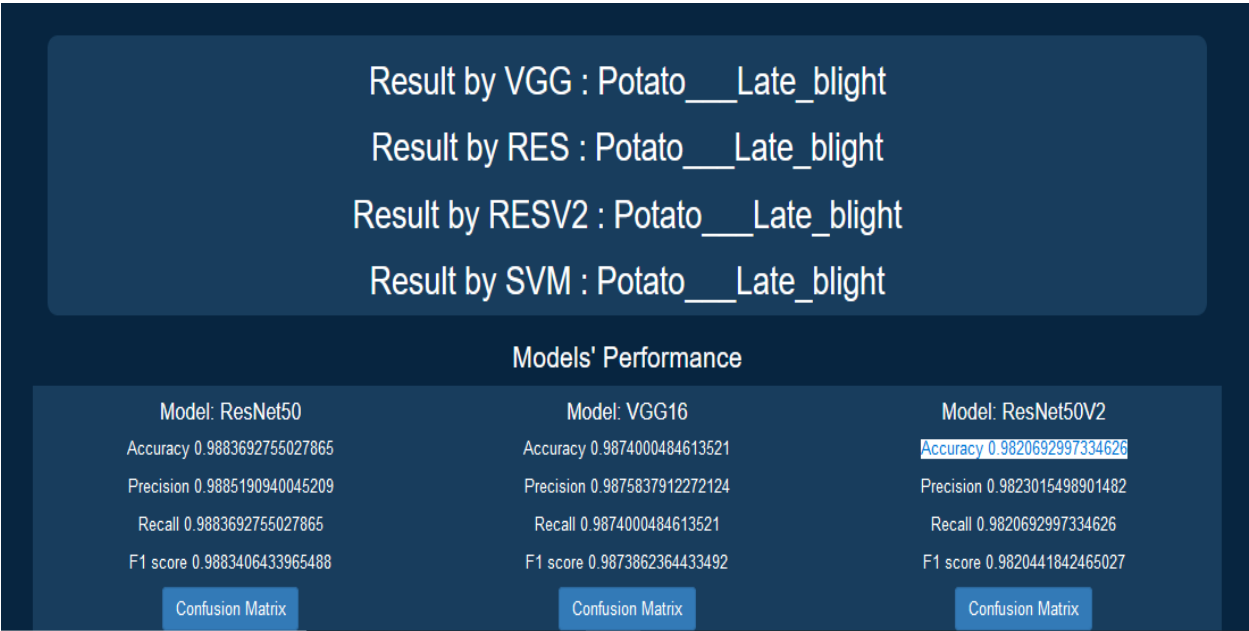 Result by VGG : Potato___Late_blight
Result by RES : Potato___Late_blight
Result by RESV2 : Potato___Late_blight
Result by SVM : Potato___Late_blight
Models' Performance
Model: ResNet50
Accuracy 0.9883692755027865
Precision 0.9885190940045209
Recall 0.9883692755027865
F1 score 0.9883406433965488
Confusion Matrix
Model: VGG16
Accuracy 0.9874000484613521
Precision 0.9875837912272124
Recall 0.9874000484613521
F1 score 0.9873862364433492
Confusion Matrix
Model: ResNet50V2
Accuracy 0.9820692997334626
Precision 0.9823015498901482
Recall 0.9820692997334626
F1 score 0.9820441842465027
Confusion Matrix